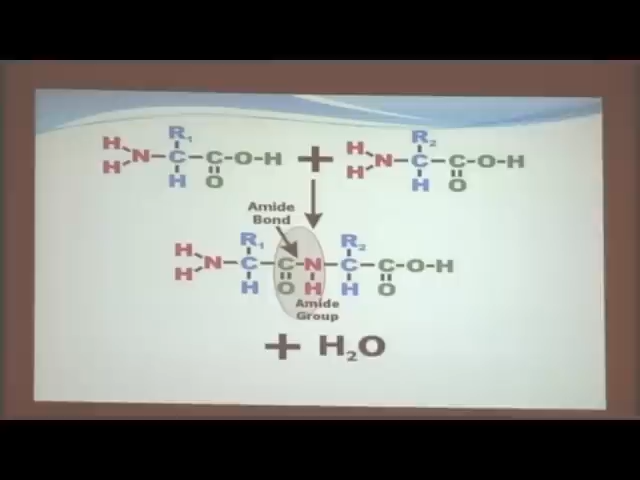 H R₁ H R₂
N-C-C-O-H + N-C-C-O-H
H H O H H O
Amide
Bond
H R₁ R₂
N-C-C-N-C-C-O-H
H H O H H O
Amide
Group
+ H₂O